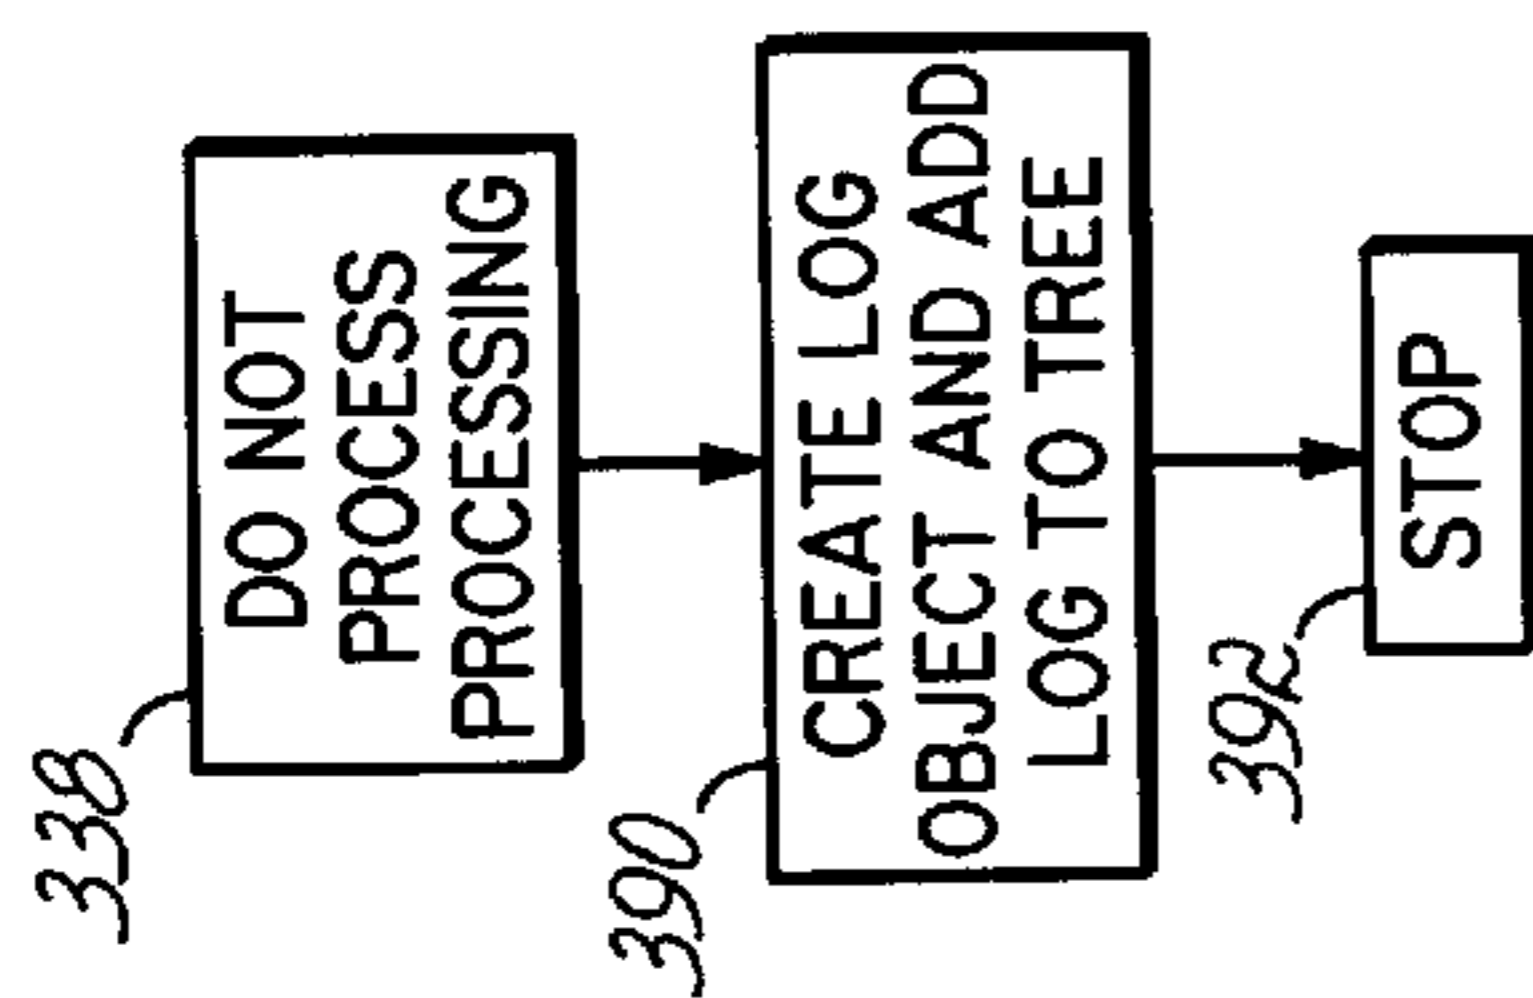 338
DO NOT
PROCESS
PROCESSING
390
CREATE LOG
OBJECT AND ADD
LOG TO TREE
392
STOP